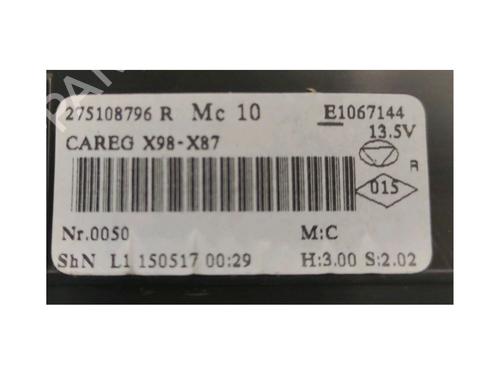 275108796 R Mc 10 E1067144
13.5V
CAREG X98-X87
R
015
Nr.0050 M:C
ShN L1 150517 00:29 H:3.00 S:2.02